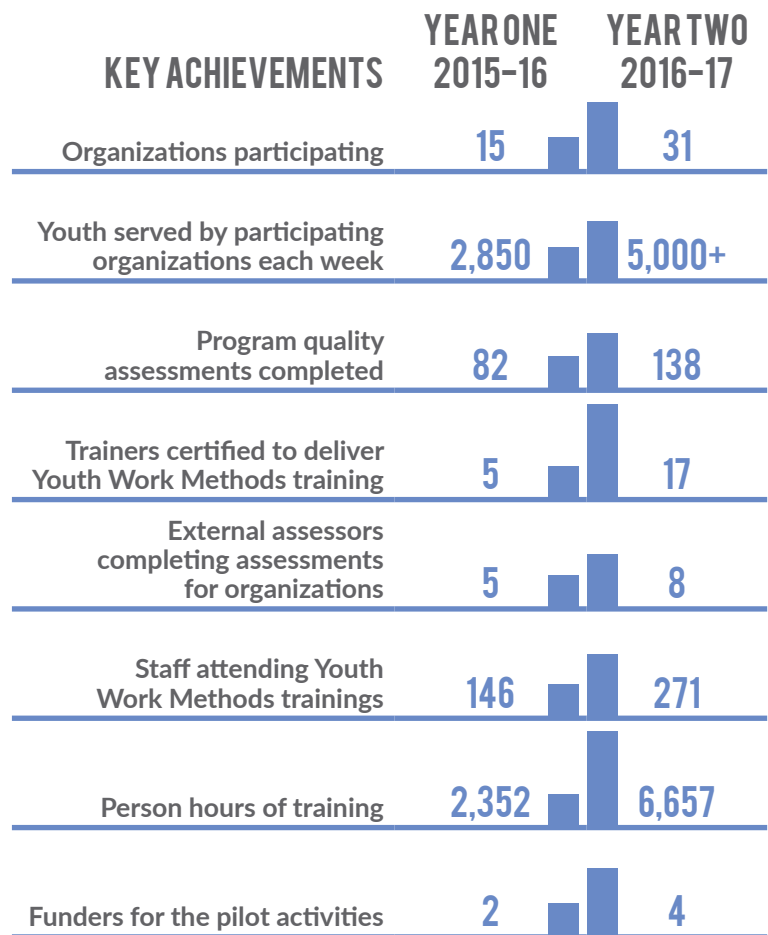 YEAR ONE YEAR TWO
KEY ACHIEVEMENTS 2015–16 2016–17
Organizations participating 15 31
Youth served by participating
organizations each week 2,850 5,000+
Program quality
assessments completed 82 138
Trainers certified to deliver
Youth Work Methods training 5 17
External assessors
completing assessments
for organizations 5 8
Staff attending Youth
Work Methods trainings 146 271
Person hours of training 2,352 6,657
Funders for the pilot activities 2 4